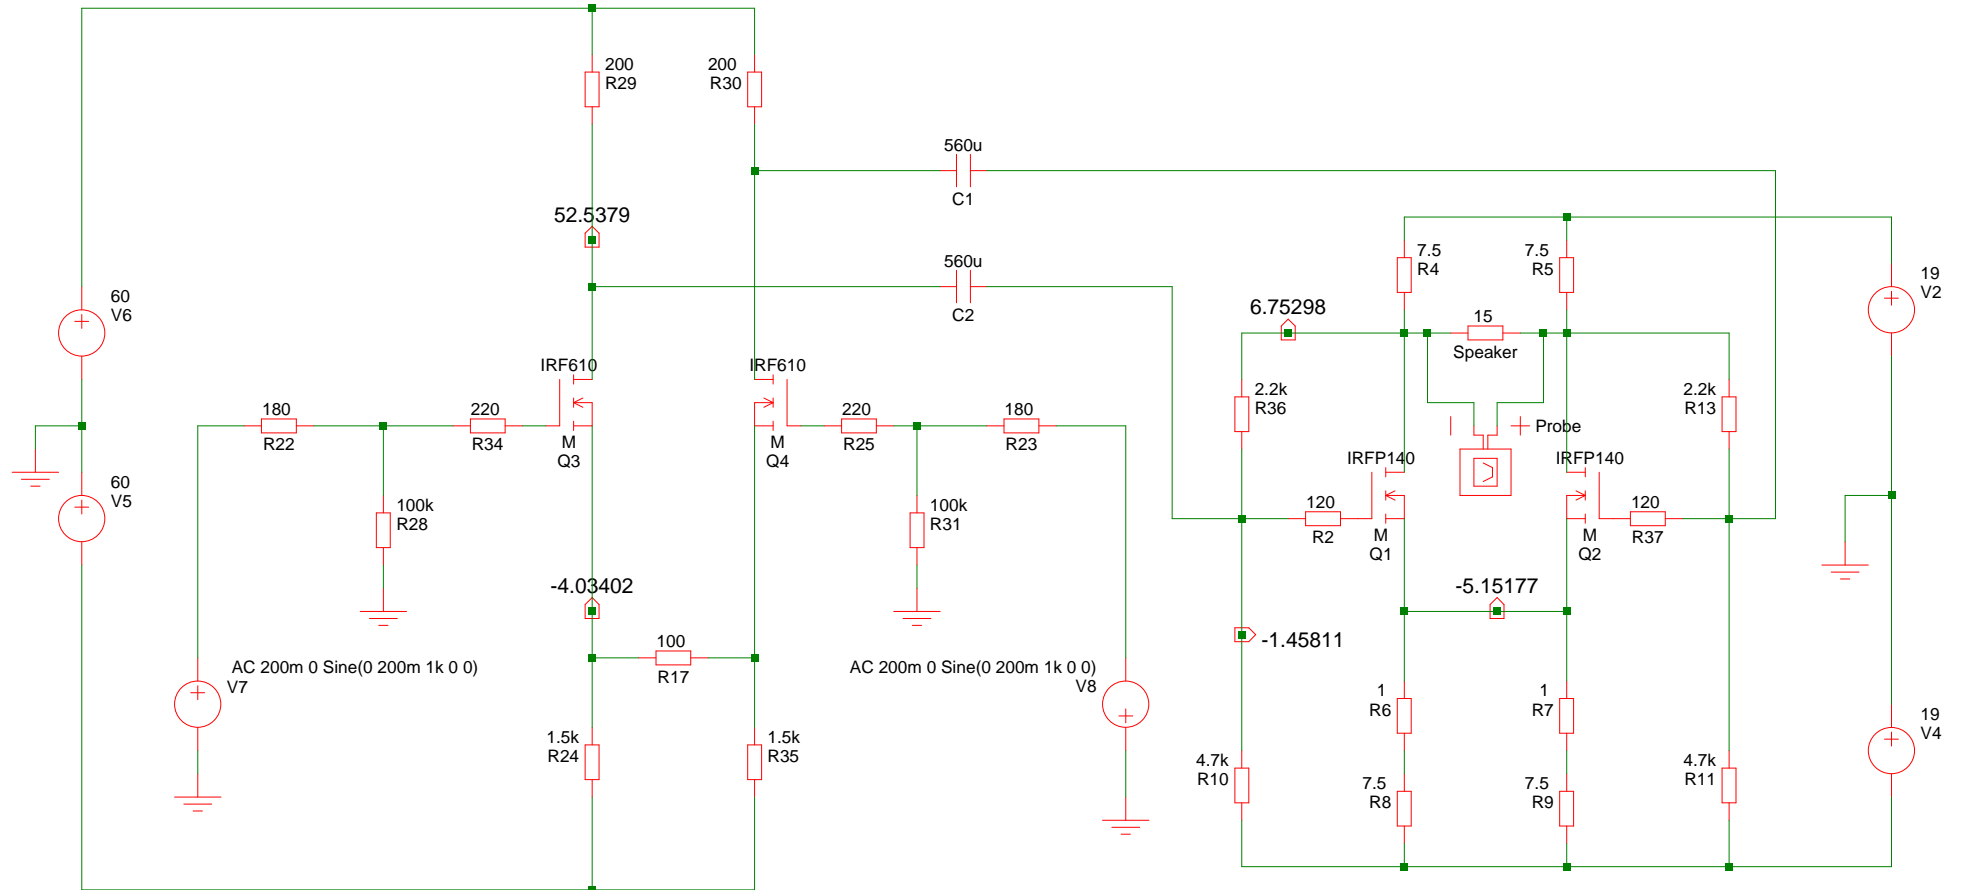 200
R29
200
R30
560u
C1
52.5379
560u
C2
7.5
R4
7.5
R5
19
V2
60
V6
6.75298
15
Speaker
IRF610
IRF610
2.2k
R36
2.2k
R13
180
R22
220
R34
M
Q3
M
Q4
220
R25
180
R23
Probe
IRFP140
IRFP140
60
V5
100k
R28
100k
R31
120
R2
M
Q1
M
Q2
120
R37
-4.03402
-5.15177
-1.45811
100
R17
AC 200m 0 Sine(0 200m 1k 0 0)
V7
AC 200m 0 Sine(0 200m 1k 0 0)
V8
1
R6
1
R7
1.5k
R24
1.5k
R35
19
V4
4.7k
R10
7.5
R8
7.5
R9
4.7k
R11